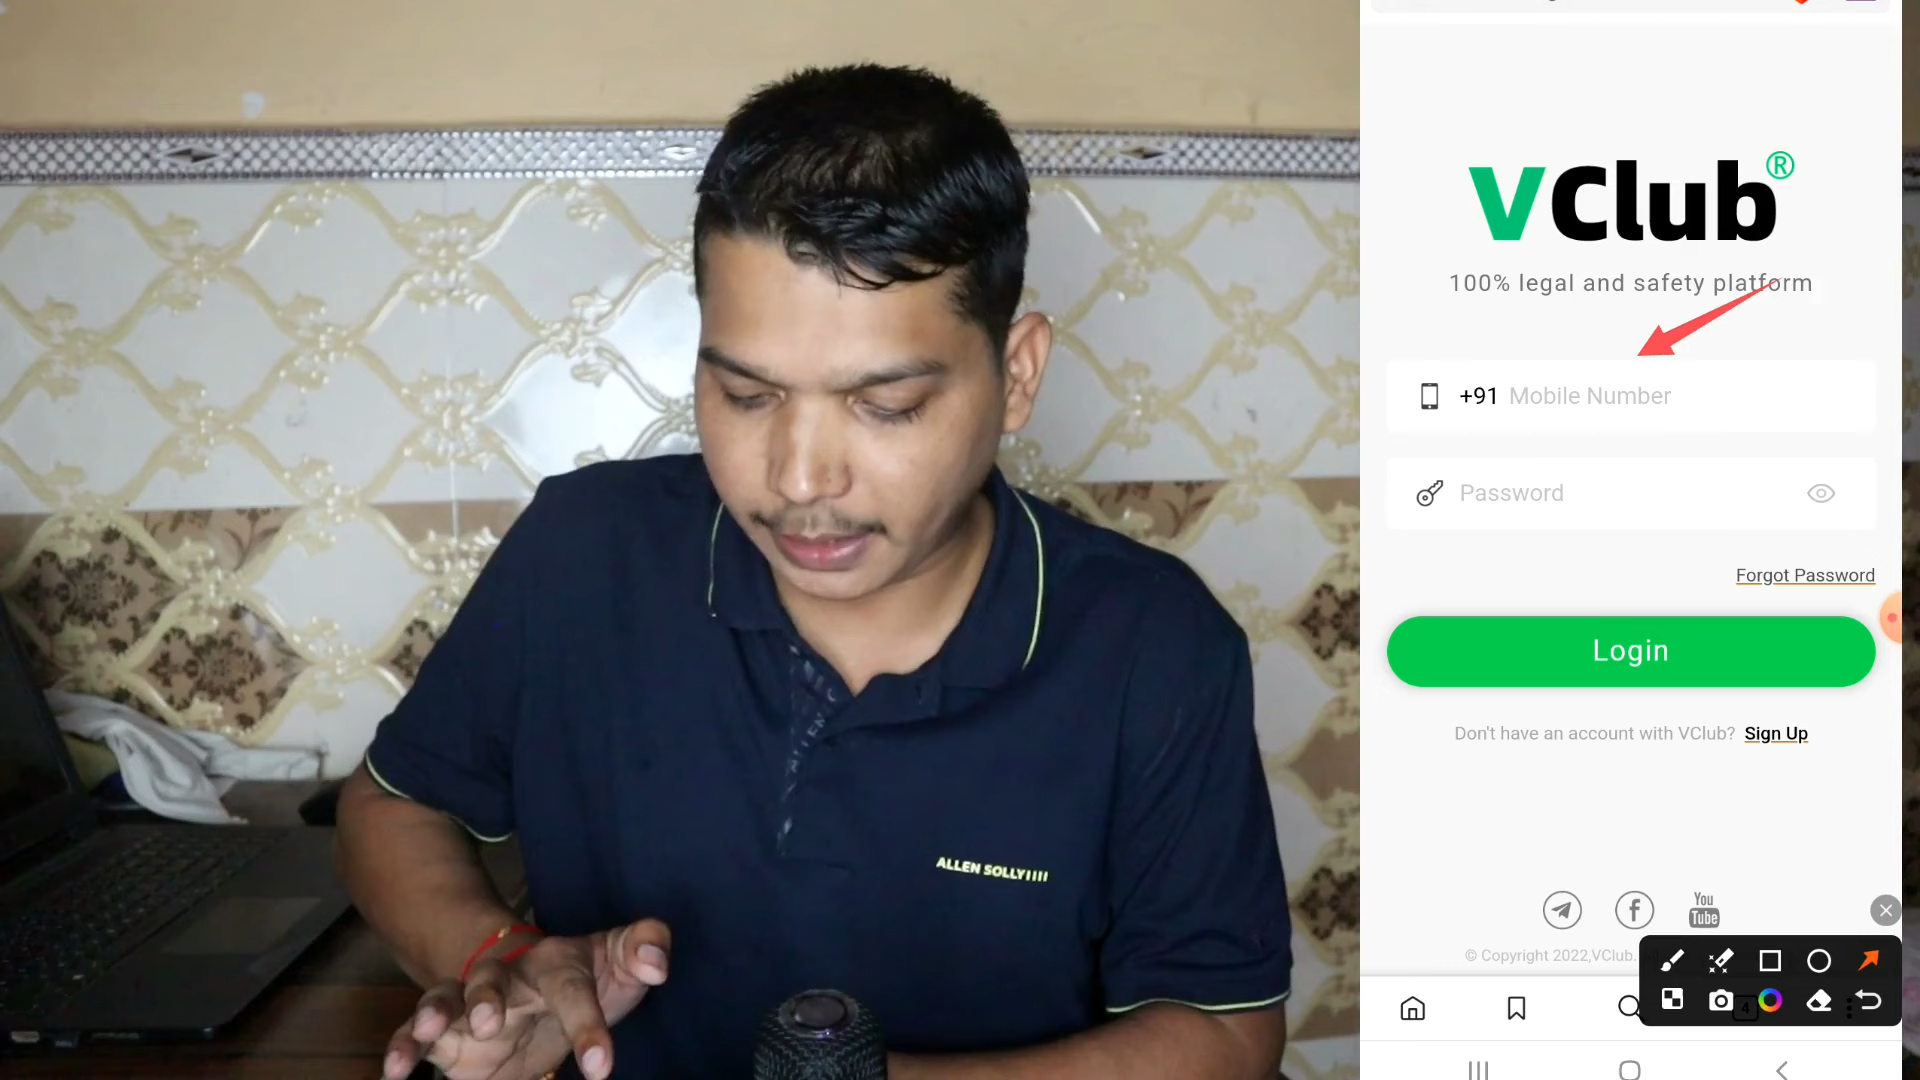 VClub®
100% legal and safety platform
+91 Mobile Number
Password
Forgot Password
Login
Don't have an account with VClub? Sign Up
You
Tube
© Copyright 2022,VClub.
4
ALLEN SOLLY